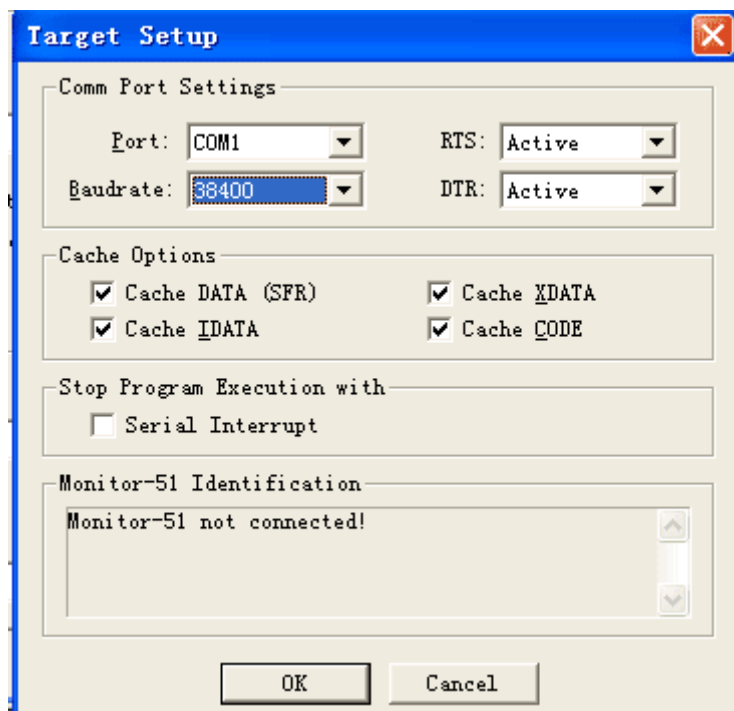 Target Setup
Comm Port Settings
Port: COM1 RTS: Active
Baudrate: 38400 DTR: Active
Cache Options
Cache DATA (SFR) Cache XDATA
Cache IDATA Cache CODE
Stop Program Execution with
Serial Interrupt
Monitor-51 Identification
Monitor-51 not connected!
OK Cancel